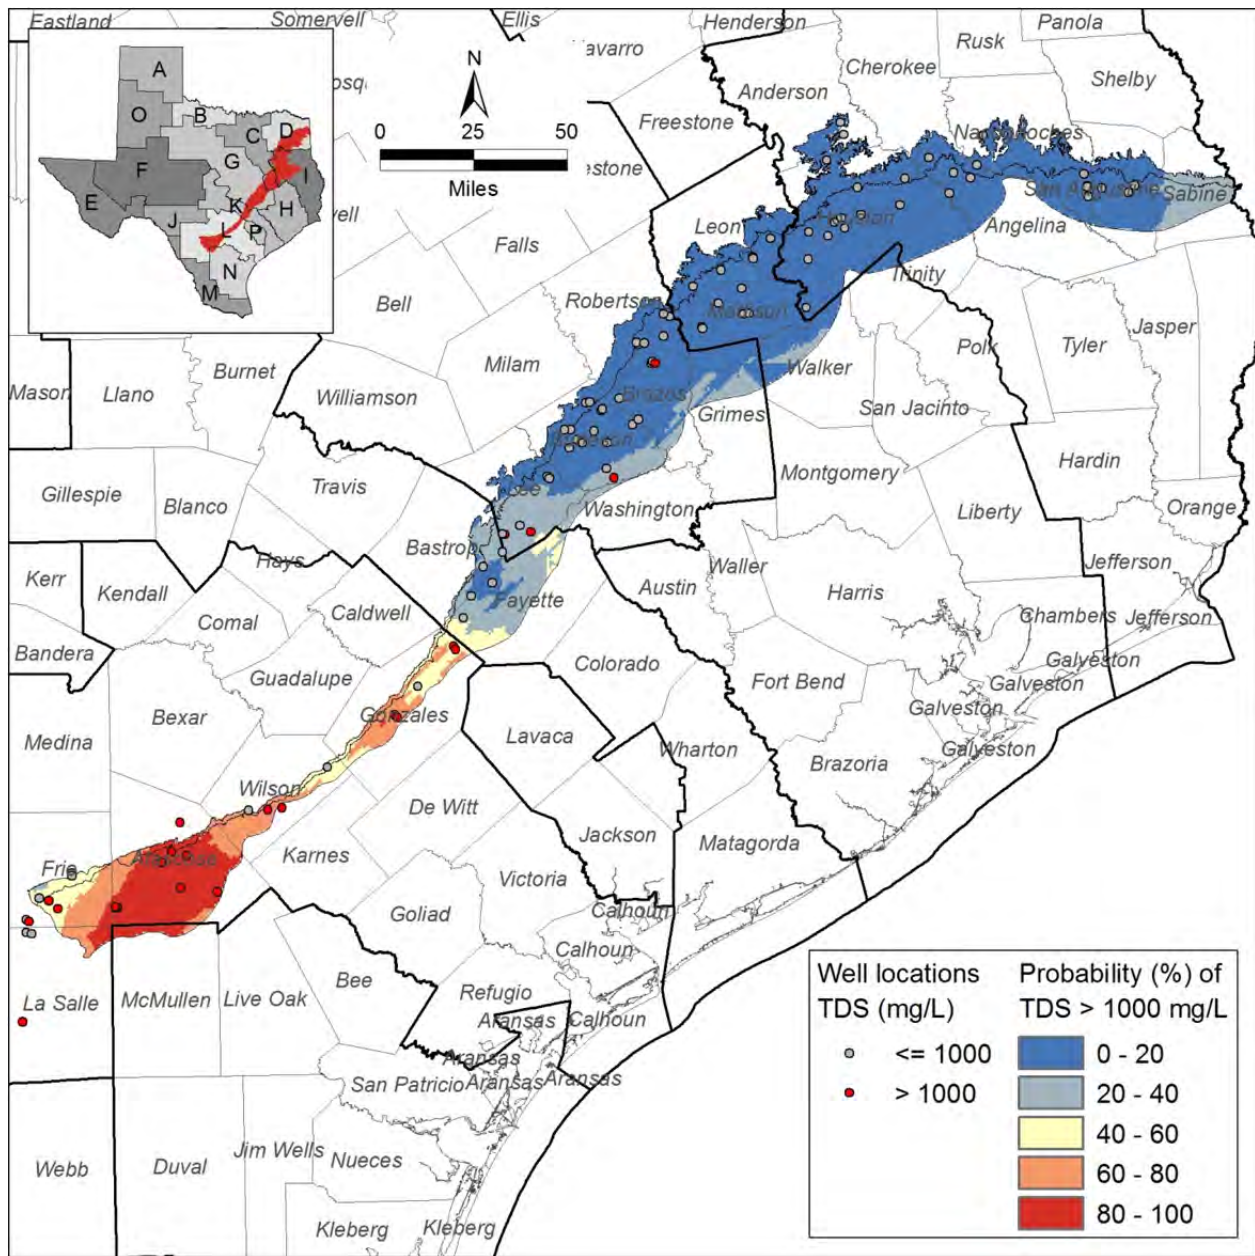 Eastland
Somervell
Ellis
Henderson
Panola
avarro
Rusk
Cherokee
Shelby
Anderson
Freestone
estone
osq
vell
A
O
B
C
D
G
F
E
I
K
H
J
L
P
N
M
N
0 25 50
Miles
Nacogdoches
San Augustine
Sabine
Houston
Leon
Angelina
Trinity
Falls
Bell
Robertson
Madison
Jasper
Polk
Tyler
Milam
Mason
Llano
Burnet
Williamson
Walker
Brazos
Grimes
San Jacinto
Burleson
Montgomery
Hardin
Gillespie
Blanco
Travis
Lee
Washington
Liberty
Orange
Bastrop
Hays
Waller
Jefferson
Kerr
Kendall
Austin
Harris
Fayette
Caldwell
Comal
Chambers
Jefferson
Bandera
Guadalupe
Colorado
Galveston
Fort Bend
Galveston
Bexar
Gonzales
Galveston
Medina
Lavaca
Galveston
Wharton
Brazoria
Wilson
De Witt
Jackson
Matagorda
Karnes
Atascosa
Frio
Victoria
Goliad
Calhoun
Calhoun
Bee
La Salle
McMullen
Live Oak
Refugio
Aransas
Calhoun
Aransas
San Patricio
Aransas
Aransas
Jim Wells
Nueces
Webb
Duval
Kleberg
Kleberg
Well locations
TDS (mg/L)
<= 1000
> 1000
Probability (%) of
TDS > 1000 mg/L
0 - 20
20 - 40
40 - 60
60 - 80
80 - 100